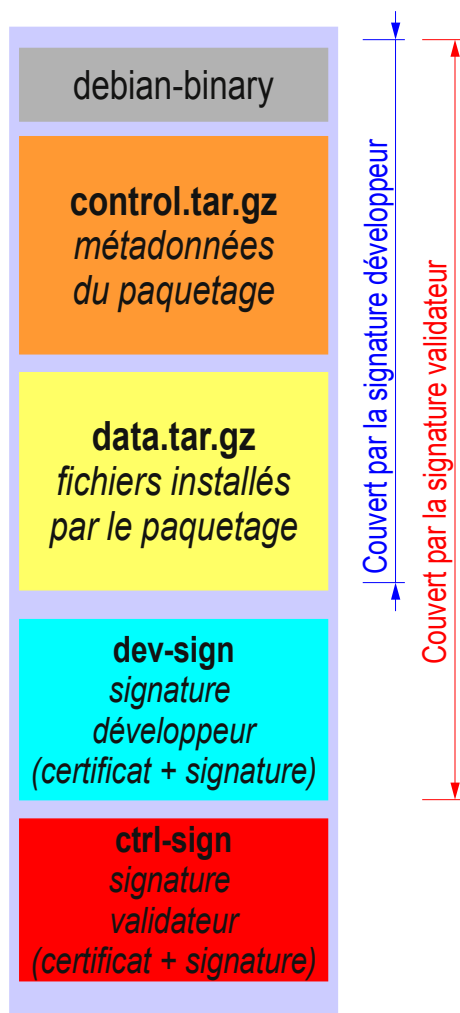 debian-binary
control.tar.gz
métadonnées
du paquetage
data.tar.gz
fichiers installés
par le paquetage
dev-sign
signature
développeur
(certificat + signature)
ctrl-sign
signature
validateur
(certificat + signature)
Couvert par la signature développeur
Couvert par la signature validateur